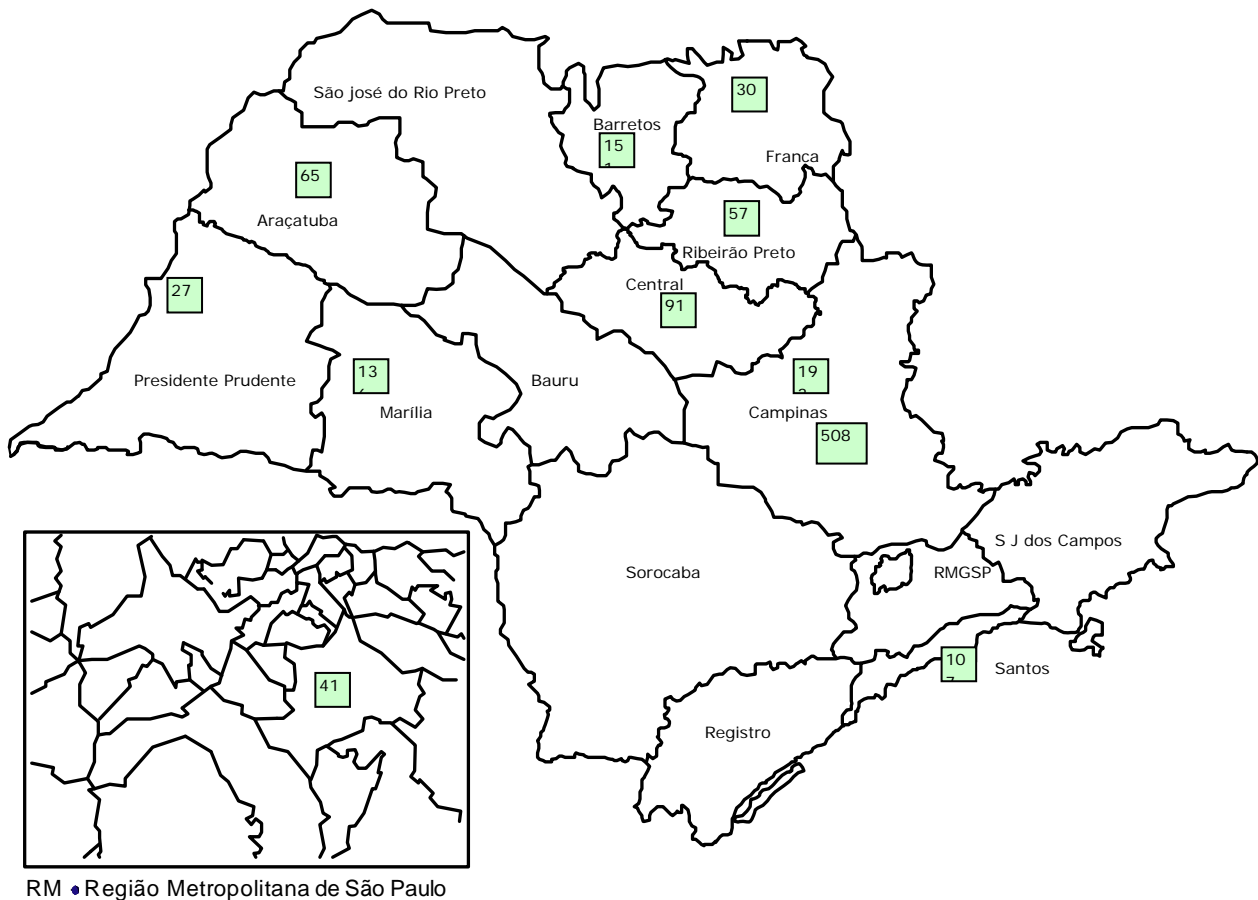 São josé do Rio Preto
30
Barretos
15
Franca
65
Araçatuba
57
Ribeirão Preto
27
Central
91
13
Presidente Prudente
Marília
Bauru
19
Campinas
508
S J dos Campos
Sorocaba
RMGSP
10
Santos
41
Registro
RM • Região Metropolitana de São Paulo